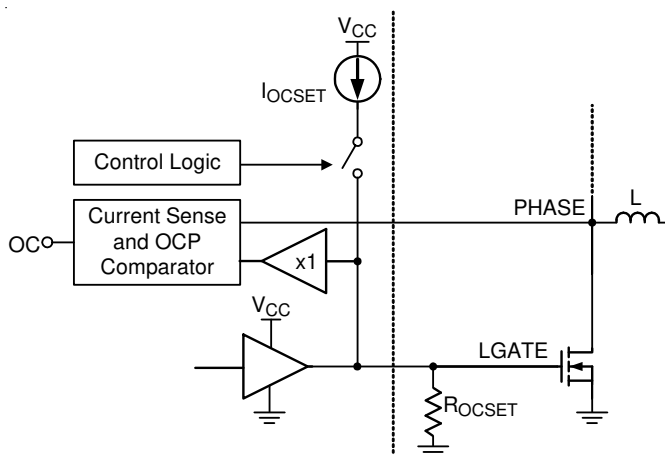 VCC
IOCSET
Control Logic
PHASE
L
Current Sense
and OCP
Comparator
OC
x1
VCC
LGATE
ROCSET